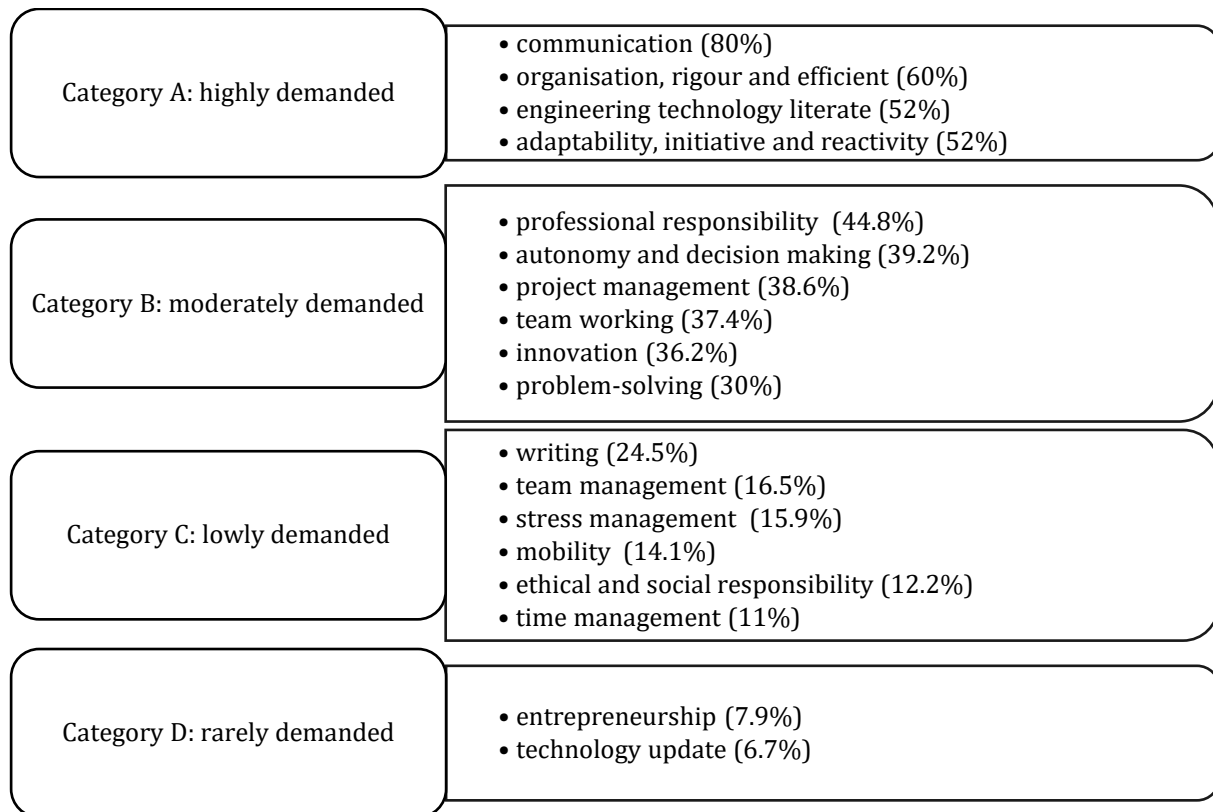 Category A: highly demanded
• communication (80%)
• organisation, rigour and efficient (60%)
• engineering technology literate (52%)
• adaptability, initiative and reactivity (52%)
Category B: moderately demanded
• professional responsibility  (44.8%)
• autonomy and decision making (39.2%)
• project management (38.6%)
• team working (37.4%)
• innovation (36.2%)
• problem-solving (30%)
Category C: lowly demanded
• writing (24.5%)
• team management (16.5%)
• stress management  (15.9%)
• mobility (14.1%)
• ethical and social responsibility (12.2%)
• time management (11%)
Category D: rarely demanded
• entrepreneurship (7.9%)
• technology update (6.7%)